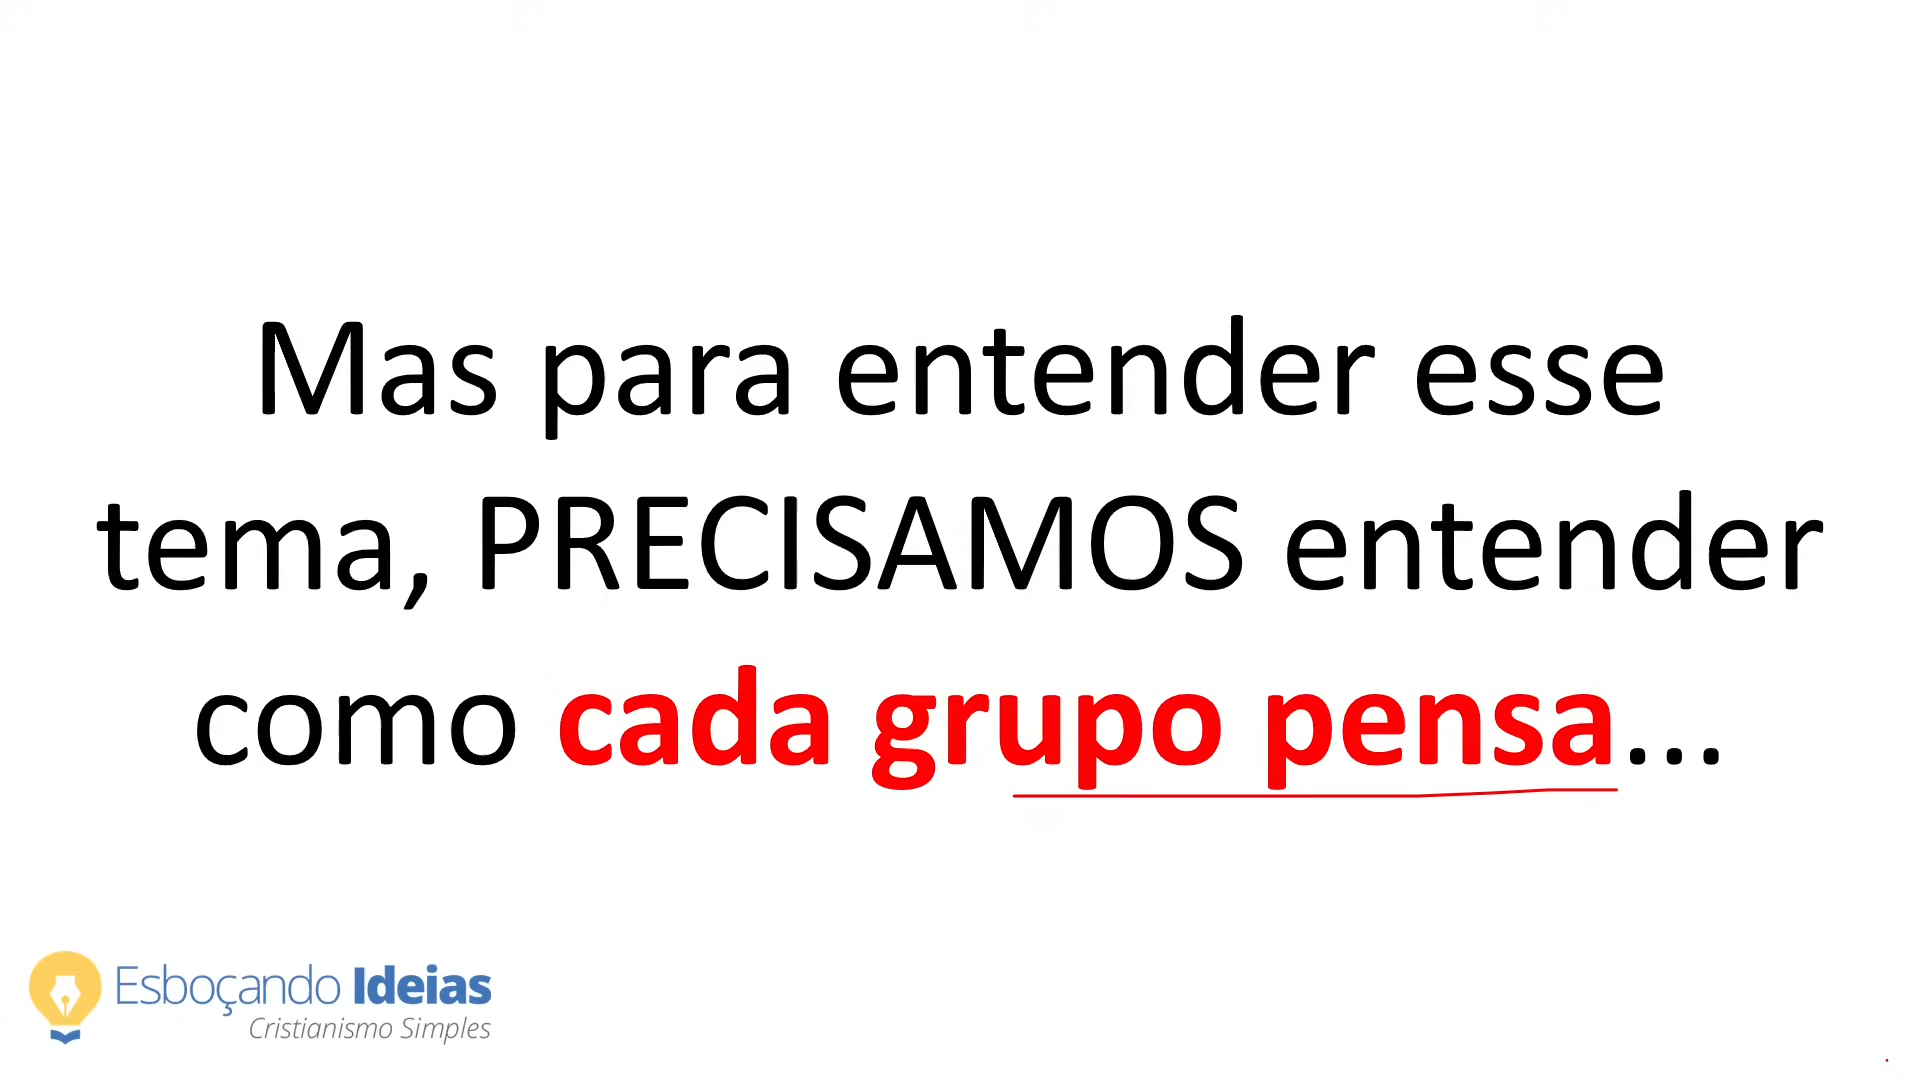 Mas para entender esse
tema, PRECISAMOS entender
como cada grupo pensa...
Esboçando Ideias
Cristianismo Simples